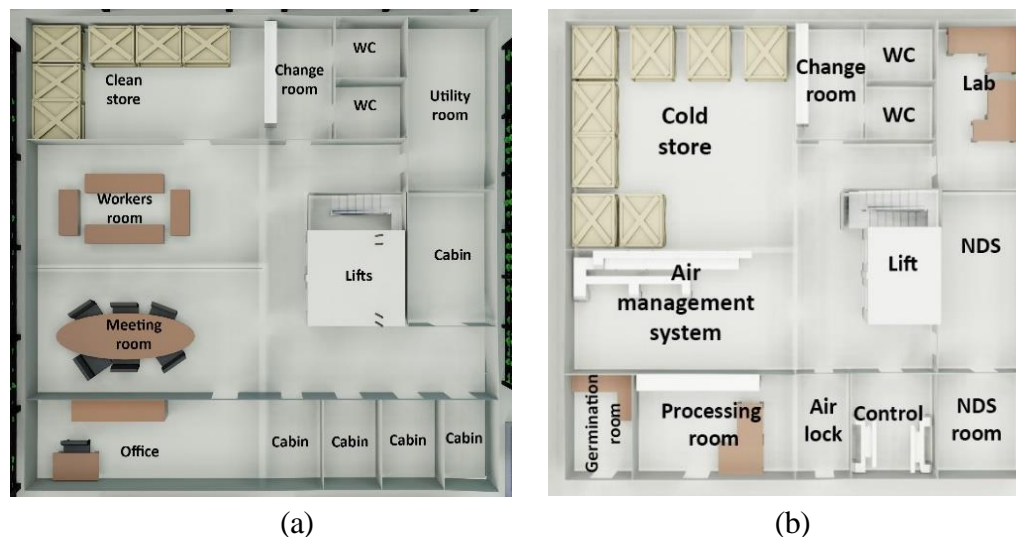 Clean
store
Change
room
WC
WC
Utility
room
Workers
room
Lifts
Cabin
Meeting
room
Office
Cabin
Cabin
Cabin
Cabin
(a)
Cold
store
Change
room
WC
WC
Lab
Air
management
system
Lift
NDS
Germination
room
Processing
room
Air
lock
Control
NDS
room
(b)